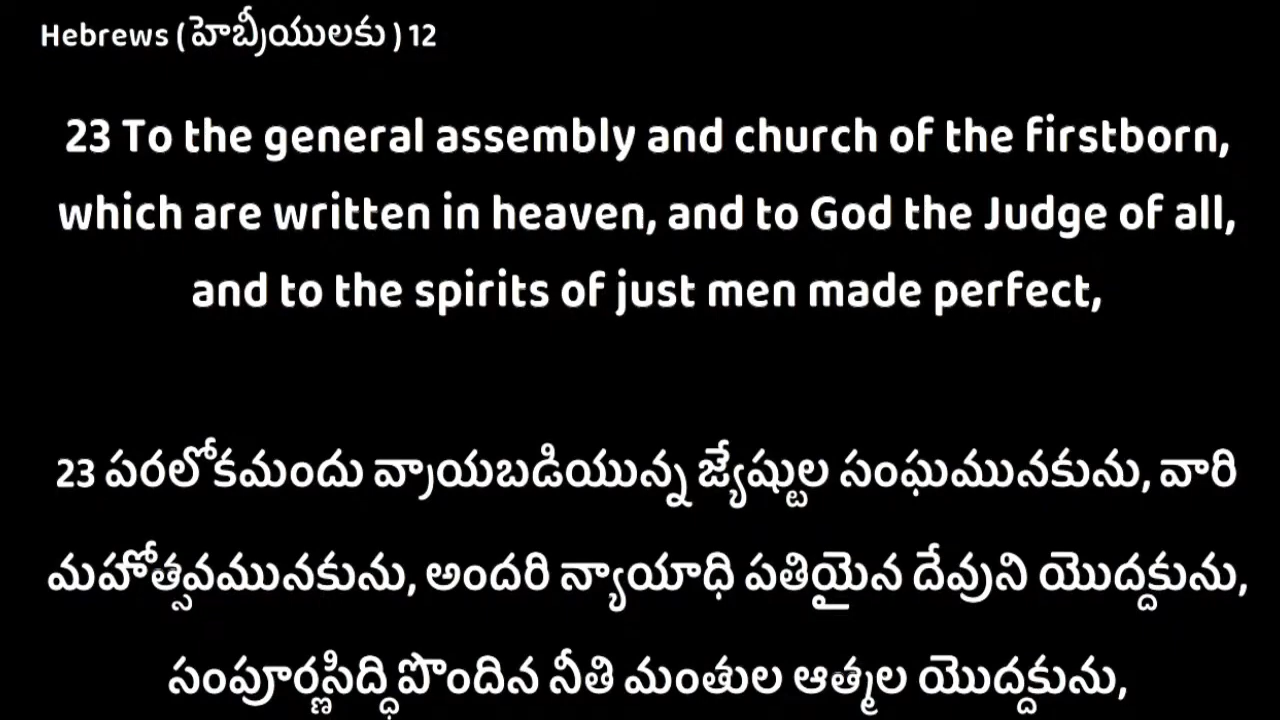 Hebrews ( హెబ్రీయులకు ) 12
23 To the general assembly and church of the firstborn,
which are written in heaven, and to God the Judge of all,
and to the spirits of just men made perfect,
23 పరలోకమందు వ్రాయబడియున్న జ్యేష్టుల సంఘమునకును, వారి
మహోత్సవమునకును, అందరి న్యాయాధి పతియైన దేవుని యొద్దకును,
సంపూర్ణసిద్ధి పొందిన నీతి మంతుల ఆత్మల యొద్దకును,